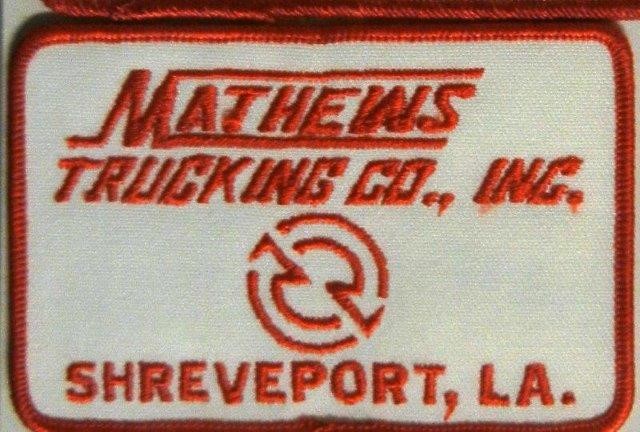 MATHEWS
TRUCKING CO., INC.
SHREVEPORT, LA.